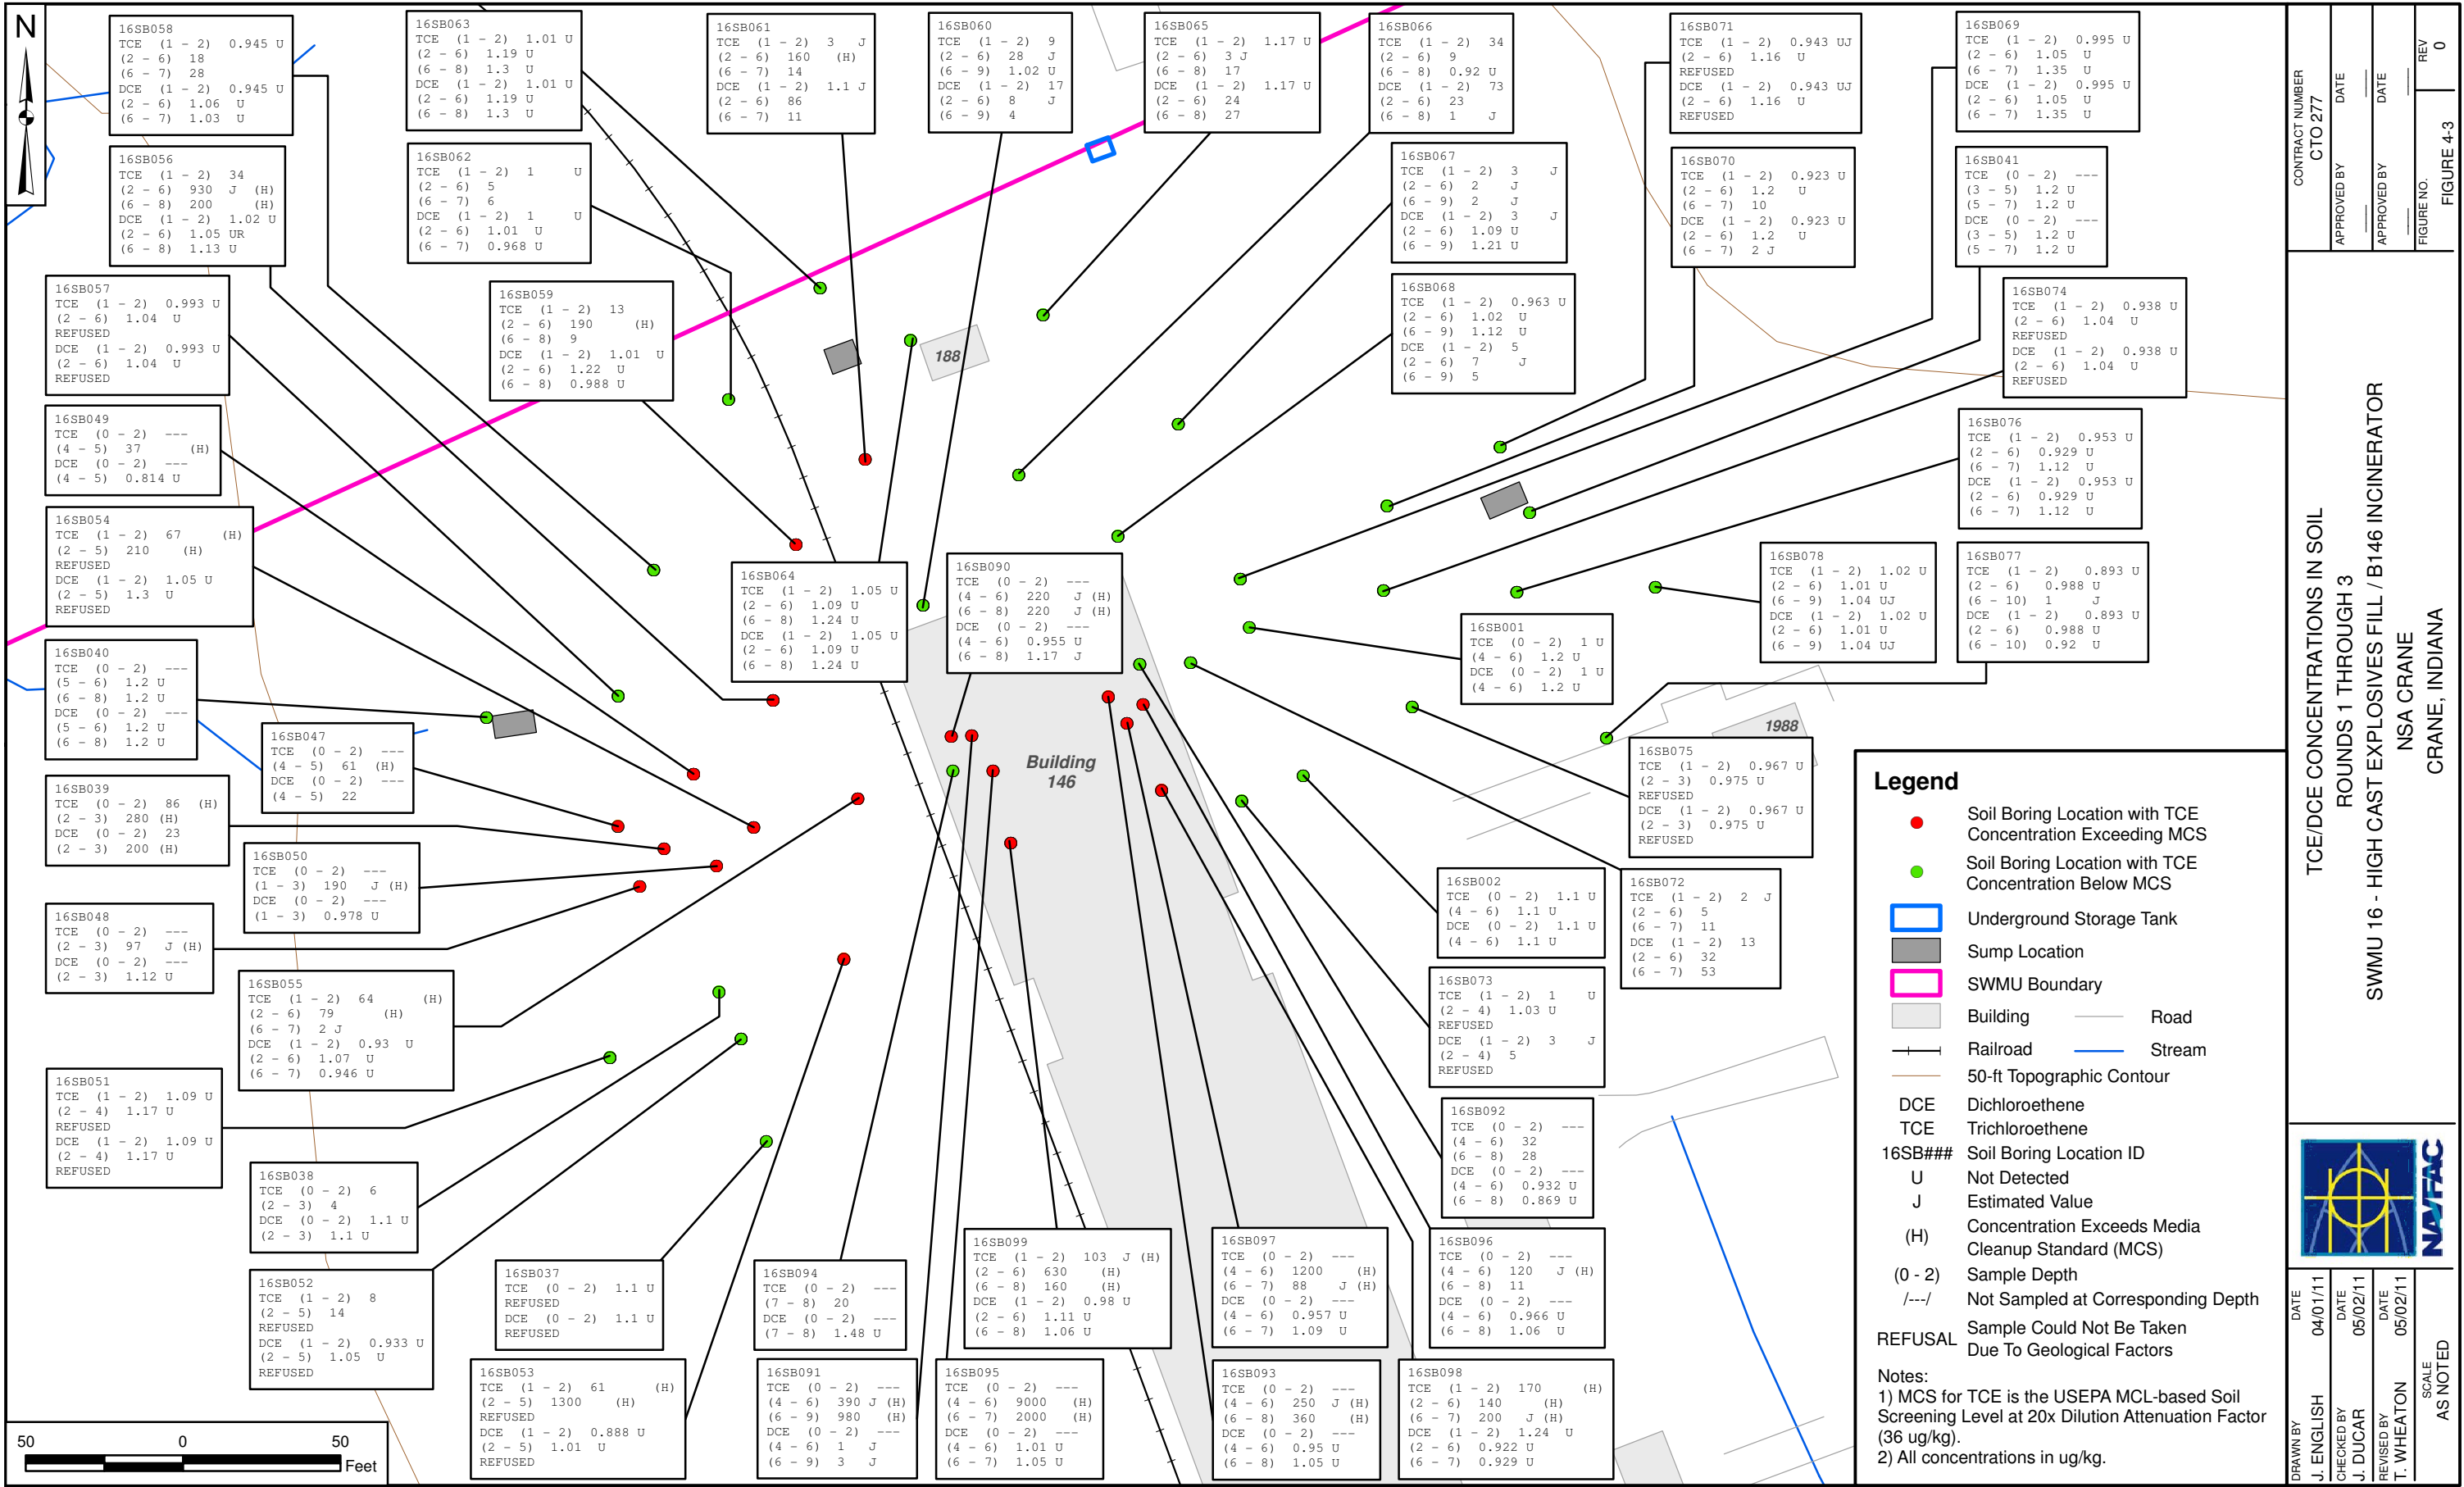 N
16SB058
TCE (1 - 2) 0.945 U
(2 - 6) 18
(6 - 7) 28
DCE (1 - 2) 0.945 U
(2 - 6) 1.06 U
(6 - 7) 1.03 U
16SB063
TCE (1 - 2) 1.01 U
(2 - 6) 1.19 U
(6 - 8) 1.3 U
DCE (1 - 2) 1.01 U
(2 - 6) 1.19 U
(6 - 8) 1.3 U
16SB061
TCE (1 - 2) 3 J
(2 - 6) 160 (H)
(6 - 7) 14
DCE (1 - 2) 1.1 J
(2 - 6) 86
(6 - 7) 11
16SB060
TCE (1 - 2) 9
(2 - 6) 28 J
(6 - 9) 1.02 U
DCE (1 - 2) 17
(2 - 6) 8 J
(6 - 9) 4
16SB065
TCE (1 - 2) 1.17 U
(2 - 6) 3 J
(6 - 8) 17
DCE (1 - 2) 1.17 U
(2 - 6) 24
(6 - 8) 27
16SB066
TCE (1 - 2) 34
(2 - 6) 9
(6 - 8) 0.92 U
DCE (1 - 2) 73
(2 - 6) 23
(6 - 8) 1 J
16SB071
TCE (1 - 2) 0.943 UJ
(2 - 6) 1.16 U
REFUSED
DCE (1 - 2) 0.943 UJ
(2 - 6) 1.16 U
REFUSED
16SB069
TCE (1 - 2) 0.995 U
(2 - 6) 1.05 U
(6 - 7) 1.35 U
DCE (1 - 2) 0.995 U
(2 - 6) 1.05 U
(6 - 7) 1.35 U
16SB056
TCE (1 - 2) 34
(2 - 6) 930 J (H)
(6 - 8) 200 (H)
DCE (1 - 2) 1.02 U
(2 - 6) 1.05 UR
(6 - 8) 1.13 U
16SB062
TCE (1 - 2) 1 U
(2 - 6) 5
(6 - 7) 6
DCE (1 - 2) 1 U
(2 - 6) 1.01 U
(6 - 7) 0.968 U
16SB067
TCE (1 - 2) 3 J
(2 - 6) 2 J
(6 - 9) 2 J
DCE (1 - 2) 3 J
(2 - 6) 1.09 U
(6 - 9) 1.21 U
16SB070
TCE (1 - 2) 0.923 U
(2 - 6) 1.2 U
(6 - 7) 10
DCE (1 - 2) 0.923 U
(2 - 6) 1.2 U
(6 - 7) 2 J
16SB041
TCE (0 - 2) ---
(3 - 5) 1.2 U
(5 - 7) 1.2 U
DCE (0 - 2) ---
(3 - 5) 1.2 U
(5 - 7) 1.2 U
16SB057
TCE (1 - 2) 0.993 U
(2 - 6) 1.04 U
REFUSED
DCE (1 - 2) 0.993 U
(2 - 6) 1.04 U
REFUSED
16SB059
TCE (1 - 2) 13
(2 - 6) 190 (H)
(6 - 8) 9
DCE (1 - 2) 1.01 U
(2 - 6) 1.22 U
(6 - 8) 0.988 U
188
16SB068
TCE (1 - 2) 0.963 U
(2 - 6) 1.02 U
(6 - 9) 1.12 U
DCE (1 - 2) 5
(2 - 6) 7 J
(6 - 9) 5
16SB074
TCE (1 - 2) 0.938 U
(2 - 6) 1.04 U
REFUSED
DCE (1 - 2) 0.938 U
(2 - 6) 1.04 U
REFUSED
16SB049
TCE (0 - 2) ---
(4 - 5) 37 (H)
DCE (0 - 2) ---
(4 - 5) 0.814 U
16SB076
TCE (1 - 2) 0.953 U
(2 - 6) 0.929 U
(6 - 7) 1.12 U
DCE (1 - 2) 0.953 U
(2 - 6) 0.929 U
(6 - 7) 1.12 U
16SB054
TCE (1 - 2) 67 (H)
(2 - 5) 210 (H)
REFUSED
DCE (1 - 2) 1.05 U
(2 - 5) 1.3 U
REFUSED
16SB064
TCE (1 - 2) 1.05 U
(2 - 6) 1.09 U
(6 - 8) 1.24 U
DCE (1 - 2) 1.05 U
(2 - 6) 1.09 U
(6 - 8) 1.24 U
16SB090
TCE (0 - 2) ---
(4 - 6) 220 J (H)
(6 - 8) 220 J (H)
DCE (0 - 2) ---
(4 - 6) 0.955 U
(6 - 8) 1.17 J
16SB078
TCE (1 - 2) 1.02 U
(2 - 6) 1.01 U
(6 - 9) 1.04 UJ
DCE (1 - 2) 1.02 U
(2 - 6) 1.01 U
(6 - 9) 1.04 UJ
16SB077
TCE (1 - 2) 0.893 U
(2 - 6) 0.988 U
(6 - 10) 1 J
DCE (1 - 2) 0.893 U
(2 - 6) 0.988 U
(6 - 10) 0.92 U
16SB001
TCE (0 - 2) 1 U
(4 - 6) 1.2 U
DCE (0 - 2) 1 U
(4 - 6) 1.2 U
16SB040
TCE (0 - 2) ---
(5 - 6) 1.2 U
(6 - 8) 1.2 U
DCE (0 - 2) ---
(5 - 6) 1.2 U
(6 - 8) 1.2 U
16SB047
TCE (0 - 2) ---
(4 - 5) 61 (H)
DCE (0 - 2) ---
(4 - 5) 22
Building
146
1988
16SB075
TCE (1 - 2) 0.967 U
(2 - 3) 0.975 U
REFUSED
DCE (1 - 2) 0.967 U
(2 - 3) 0.975 U
REFUSED
16SB039
TCE (0 - 2) 86 (H)
(2 - 3) 280 (H)
DCE (0 - 2) 23
(2 - 3) 200 (H)
16SB050
TCE (0 - 2) ---
(1 - 3) 190 J (H)
DCE (0 - 2) ---
(1 - 3) 0.978 U
16SB048
TCE (0 - 2) ---
(2 - 3) 97 J (H)
DCE (0 - 2) ---
(2 - 3) 1.12 U
16SB002
TCE (0 - 2) 1.1 U
(4 - 6) 1.1 U
DCE (0 - 2) 1.1 U
(4 - 6) 1.1 U
16SB072
TCE (1 - 2) 2 J
(2 - 6) 5
(6 - 7) 11
DCE (1 - 2) 13
(2 - 6) 32
(6 - 7) 53
16SB055
TCE (1 - 2) 64 (H)
(2 - 6) 79 (H)
(6 - 7) 2 J
DCE (1 - 2) 0.93 U
(2 - 6) 1.07 U
(6 - 7) 0.946 U
16SB073
TCE (1 - 2) 1 U
(2 - 4) 1.03 U
REFUSED
DCE (1 - 2) 3 J
(2 - 4) 5
REFUSED
16SB051
TCE (1 - 2) 1.09 U
(2 - 4) 1.17 U
REFUSED
DCE (1 - 2) 1.09 U
(2 - 4) 1.17 U
REFUSED
16SB092
TCE (0 - 2) ---
(4 - 6) 32
(6 - 8) 28
DCE (0 - 2) ---
(4 - 6) 0.932 U
(6 - 8) 0.869 U
16SB038
TCE (0 - 2) 6
(2 - 3) 4
DCE (0 - 2) 1.1 U
(2 - 3) 1.1 U
16SB052
TCE (1 - 2) 8
(2 - 5) 14
REFUSED
DCE (1 - 2) 0.933 U
(2 - 5) 1.05 U
REFUSED
16SB037
TCE (0 - 2) 1.1 U
REFUSED
DCE (0 - 2) 1.1 U
REFUSED
16SB094
TCE (0 - 2) ---
(7 - 8) 20
DCE (0 - 2) ---
(7 - 8) 1.48 U
16SB099
TCE (1 - 2) 103 J (H)
(2 - 6) 630 (H)
(6 - 8) 160 (H)
DCE (1 - 2) 0.98 U
(2 - 6) 1.11 U
(6 - 8) 1.06 U
16SB097
TCE (0 - 2) ---
(4 - 6) 1200 (H)
(6 - 7) 88 J (H)
DCE (0 - 2) ---
(4 - 6) 0.957 U
(6 - 7) 1.09 U
16SB096
TCE (0 - 2) ---
(4 - 6) 120 J (H)
(6 - 8) 11
DCE (0 - 2) ---
(4 - 6) 0.966 U
(6 - 8) 1.06 U
16SB053
TCE (1 - 2) 61 (H)
(2 - 5) 1300 (H)
REFUSED
DCE (1 - 2) 0.888 U
(2 - 5) 1.01 U
REFUSED
16SB091
TCE (0 - 2) ---
(4 - 6) 390 J (H)
(6 - 9) 980 (H)
DCE (0 - 2) ---
(4 - 6) 1 J
(6 - 9) 3 J
16SB095
TCE (0 - 2) ---
(4 - 6) 9000 (H)
(6 - 7) 2000 (H)
DCE (0 - 2) ---
(4 - 6) 1.01 U
(6 - 7) 1.05 U
16SB093
TCE (0 - 2) ---
(4 - 6) 250 J (H)
(6 - 8) 360 (H)
DCE (0 - 2) ---
(4 - 6) 0.95 U
(6 - 8) 1.05 U
16SB098
TCE (1 - 2) 170 (H)
(2 - 6) 140 (H)
(6 - 7) 200 J (H)
DCE (1 - 2) 1.24 U
(2 - 6) 0.922 U
(6 - 7) 0.929 U
50 0 50
Feet
Legend
Soil Boring Location with TCE
Concentration Exceeding MCS
Soil Boring Location with TCE
Concentration Below MCS
Underground Storage Tank
Sump Location
SWMU Boundary
Building Road
Railroad Stream
50-ft Topographic Contour
DCE Dichloroethene
TCE Trichloroethene
16SB### Soil Boring Location ID
U Not Detected
J Estimated Value
(H) Concentration Exceeds Media
Cleanup Standard (MCS)
(0 - 2) Sample Depth
/---/ Not Sampled at Corresponding Depth
REFUSAL Sample Could Not Be Taken
Due To Geological Factors
Notes:
1) MCS for TCE is the USEPA MCL-based Soil
Screening Level at 20x Dilution Attenuation Factor
(36 ug/kg).
2) All concentrations in ug/kg.
CONTRACT NUMBER
CTO 277
APPROVED BY DATE
APPROVED BY DATE
FIGURE NO.
FIGURE 4-3
REV
0
TCE/DCE CONCENTRATIONS IN SOIL
ROUNDS 1 THROUGH 3
SWMU 16 - HIGH CAST EXPLOSIVES FILL / B146 INCINERATOR
NSA CRANE
CRANE, INDIANA
NAVFAC
DRAWN BY DATE
J. ENGLISH 04/01/11
CHECKED BY DATE
J. DUCAR 05/02/11
REVISED BY DATE
T. WHEATON 05/02/11
SCALE
AS NOTED